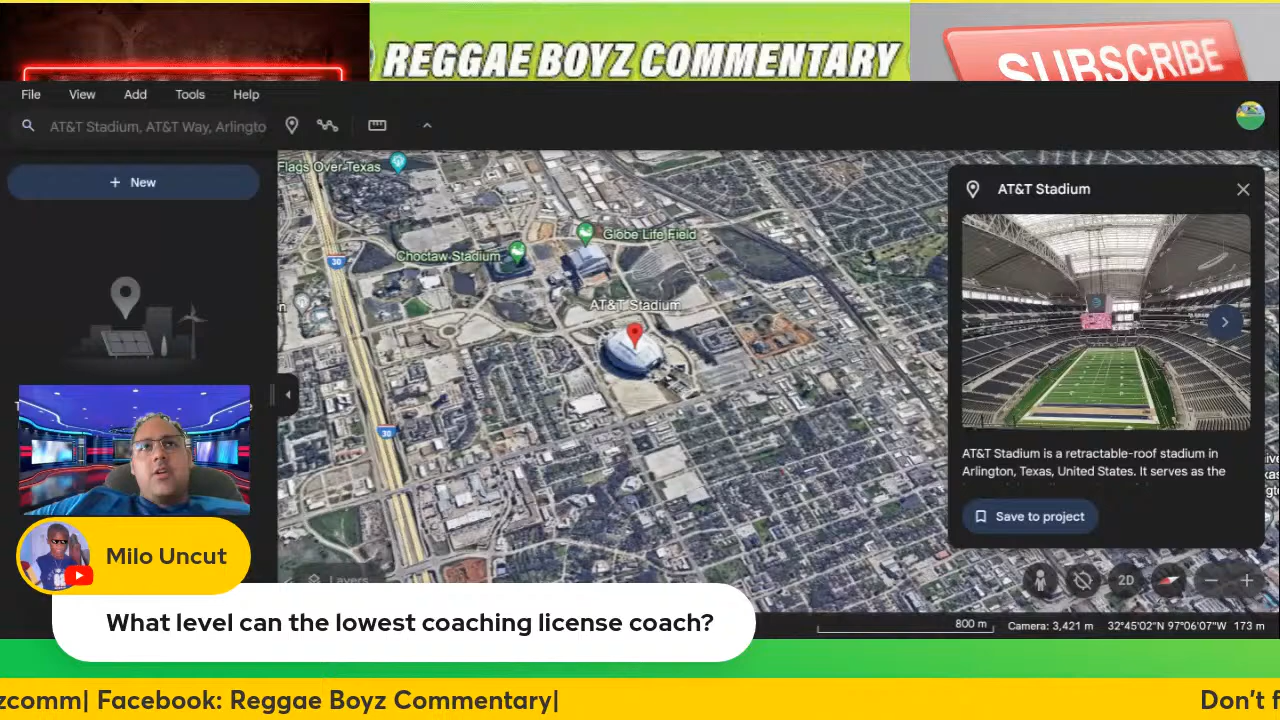 REGGAE BOYZ COMMENTARY
SUBSCRIBE
File View Add Tools Help
AT&T Stadium, AT&T Way, Arlingto
+ New
Flags Over Texas
Choctaw Stadium
Globe Life Field
AT&T Stadium
30
30
AT&T Stadium
AT&T Stadium is a retractable-roof stadium in
Arlington, Texas, United States. It serves as the
Save to project
Layers
2D
800 m
Camera: 3,421 m 32°45'02"N 97°06'07"W 173 m
Milo Uncut
What level can the lowest coaching license coach?
zcomm| Facebook: Reggae Boyz Commentary|
Don't f